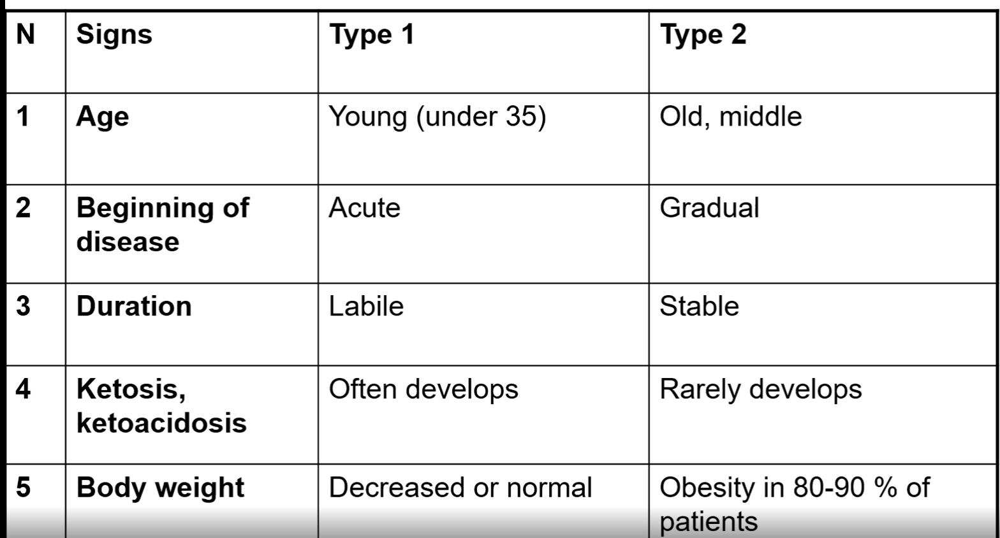 N Signs Type 1 Type 2
1 Age Young (under 35) Old, middle
2 Beginning of Acute Gradual
disease
3 Duration Labile Stable
4 Ketosis, Often develops Rarely develops
ketoacidosis
5 Body weight Decreased or normal Obesity in 80-90 % of
patients